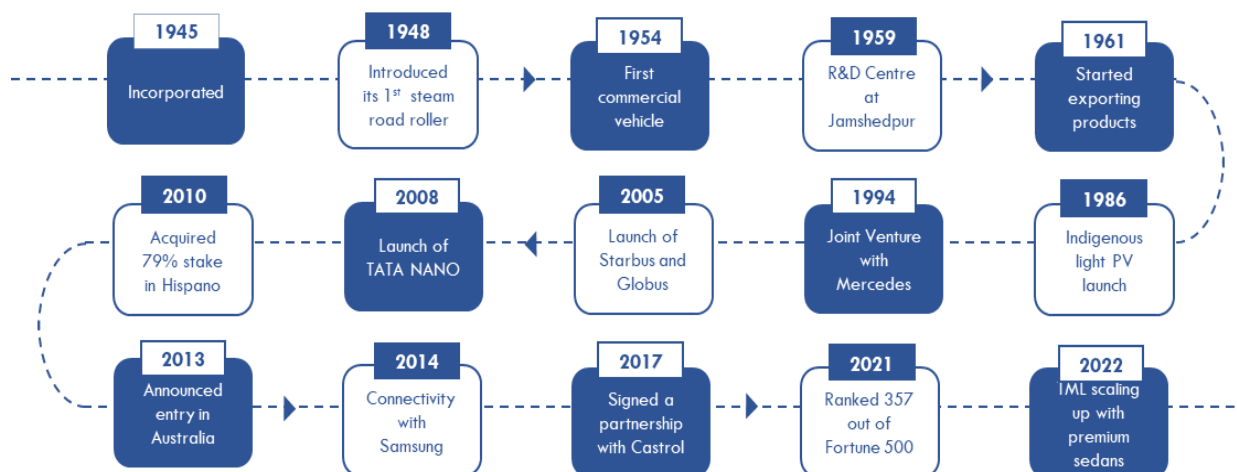 1945
Incorporated
1948
Introduced
its 1st steam
road roller
1954
First
commercial
vehicle
1959
R&D Centre
at
Jamshedpur
1961
Started
exporting
products
1986
Indigenous
light PV
launch
1994
Joint Venture
with
Mercedes
2005
Launch of
Starbus and
Globus
2008
Launch of
TATA NANO
2010
Acquired
79% stake
in Hispano
2013
Announced
entry in
Australia
2014
Connectivity
with
Samsung
2017
Signed a
partnership
with Castrol
2021
Ranked 357
out of
Fortune 500
2022
TML scaling
up with
premium
sedans